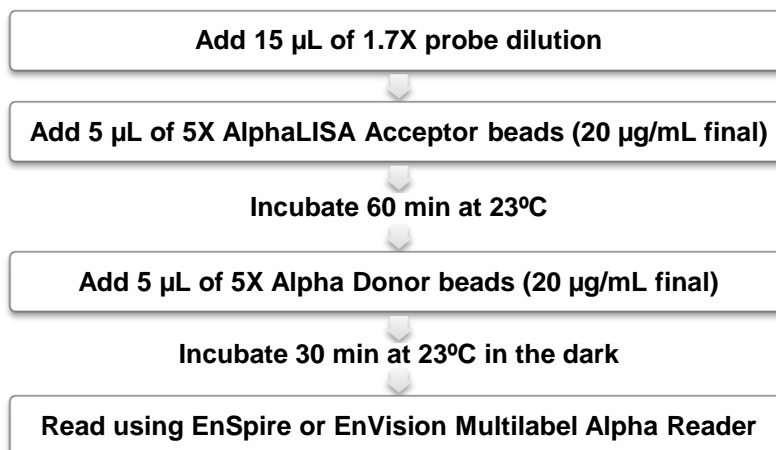 Add 15 µL of 1.7X probe dilution
Add 5 µL of 5X AlphaLISA Acceptor beads (20 µg/mL final)
Incubate 60 min at 23ºC
Add 5 µL of 5X Alpha Donor beads (20 µg/mL final)
Incubate 30 min at 23ºC in the dark
Read using EnSpire or EnVision Multilabel Alpha Reader